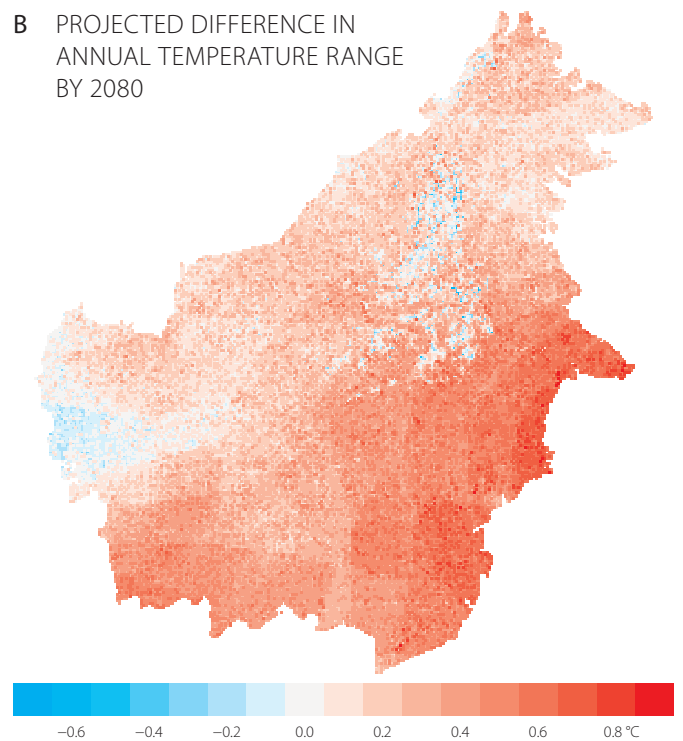 B PROJECTED DIFFERENCE IN
ANNUAL TEMPERATURE RANGE
BY 2080
−0.6 −0.4 −0.2 0.0 0.2 0.4 0.6 0.8 °C